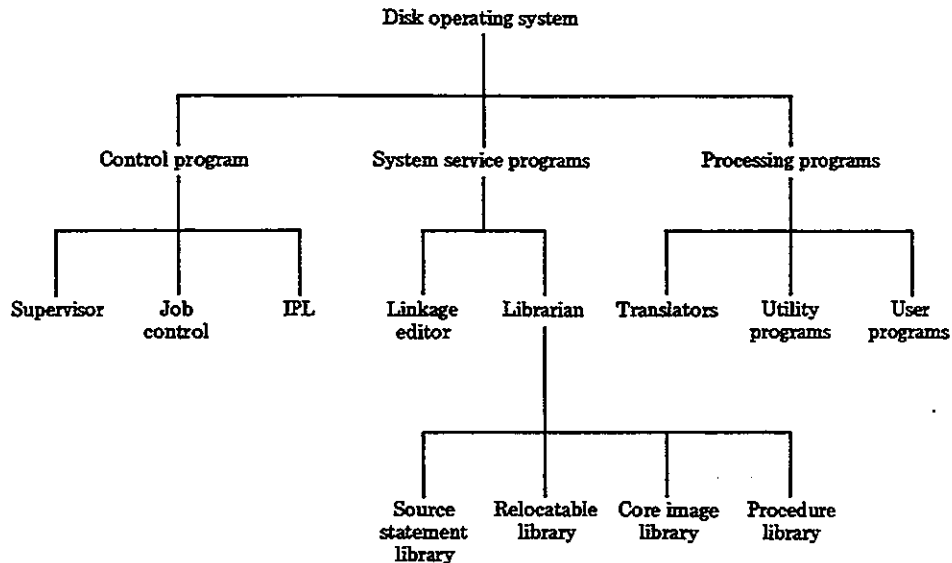 Disk operating system
Control program
System service programs
Processing programs
Supervisor
Job
control
IPL
Linkage
editor
Librarian
Translators
Utility
programs
User
programs
Source
statement
library
Relocatable
library
Core image
library
Procedure
library